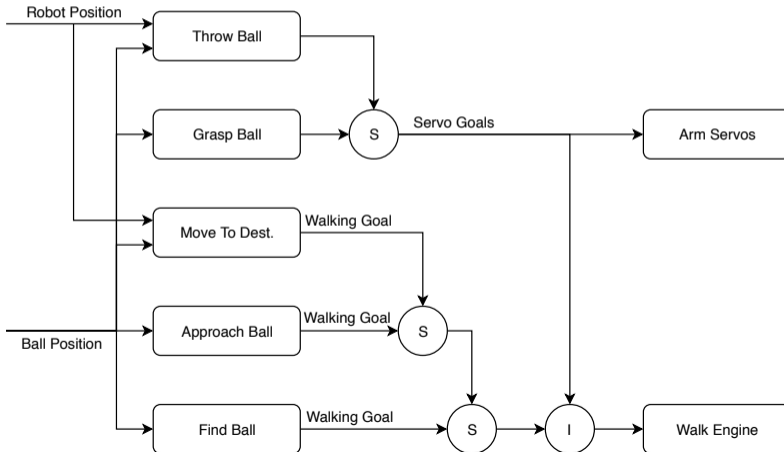 Robot Position
Throw Ball
Grasp Ball
S
Servo Goals
Arm Servos
Move To Dest.
Walking Goal
Ball Position
Approach Ball
Walking Goal
S
Find Ball
Walking Goal
S
I
Walk Engine